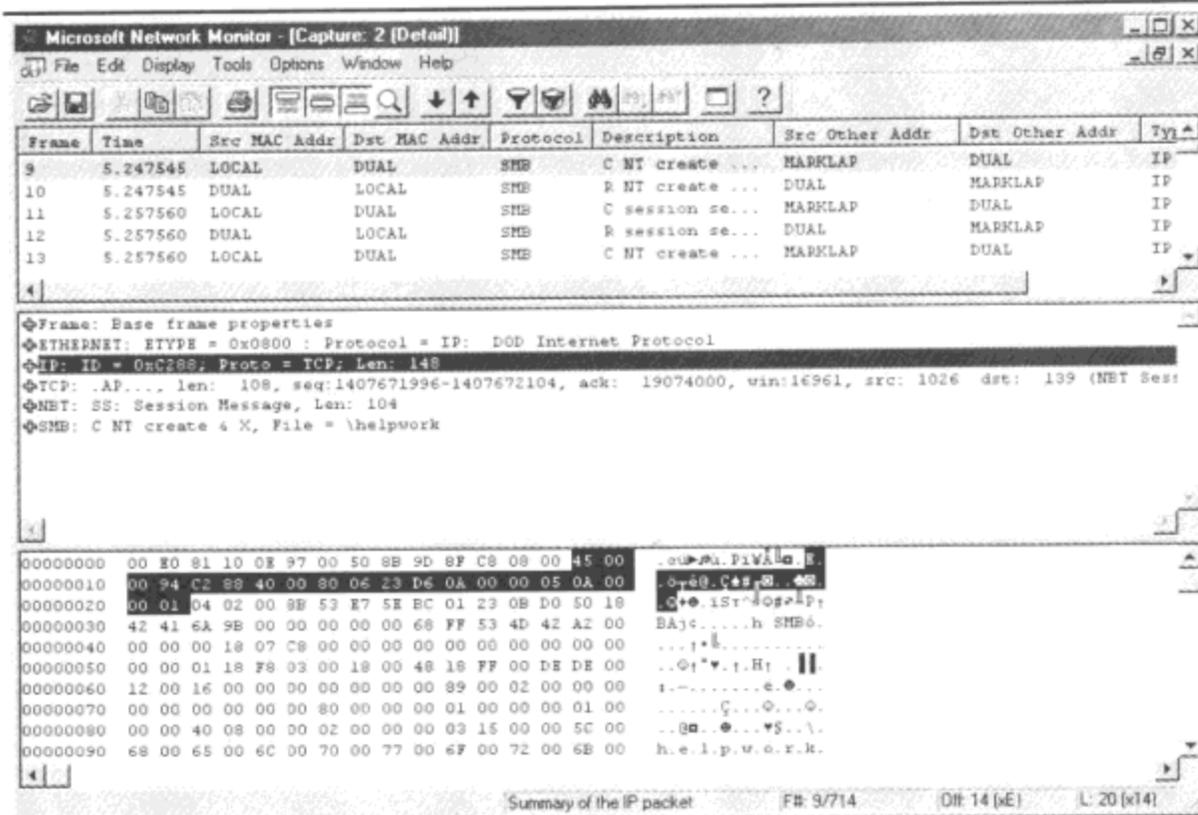 Microsoft Network Monitor - [Capture: 2 (Detail)]
File Edit Display Tools Options Window Help
Frame Time Src MAC Addr Dst MAC Addr Protocol Description Src Other Addr Dst Other Addr
9 5.247545 LOCAL DUAL SMB C NT create ... MARKLAP DUAL IP
10 5.247545 DUAL LOCAL SMB R NT create ... DUAL MARKLAP IP
11 5.257560 LOCAL DUAL SMB C session se... MARKLAP DUAL IP
12 5.257560 DUAL LOCAL SMB R session se... DUAL MARKLAP IP
13 5.257560 LOCAL DUAL SMB C NT create ... MARKLAP DUAL IP
Frame: Base frame properties
ETHERNET: ETYPE = 0x0800 : Protocol = IP: DOD Internet Protocol
IP: ID = 0xC288; Proto = TCP; Len: 148
TCP: .AP..., len: 108, seq:1407671996-1407672104, ack: 19074000, win:16961, src: 1026 dst: 139 (NBT Sess
NBT: SS: Session Message, Len: 104
SMB: C NT create & X, File = \helpwork
00000000 00 E0 81 10 0E 97 00 50 8B 9D 8F C8 08 00 45 00
00000010 00 94 C2 88 40 00 80 06 23 D6 0A 00 00 05 0A 00
00000020 00 01 04 02 00 8B 53 E7 5E BC 01 23 0B D0 50 18
00000030 42 41 6A 9B 00 00 00 00 00 68 FF 53 4D 42 A2 00
00000040 00 00 00 18 07 C8 00 00 00 00 00 00 00 00 00 00
00000050 00 00 01 18 F8 03 00 18 00 48 18 FF 00 DE DE 00
00000060 12 00 16 00 00 00 00 00 00 00 89 00 02 00 00 00
00000070 00 00 00 00 00 00 80 00 00 00 01 00 00 00 01 00
00000080 00 00 40 08 00 00 02 00 00 00 03 15 00 00 5C 00
00000090 68 00 65 00 6C 00 70 00 77 00 6F 00 72 00 6B 00 h.e.l.p.w.o.r.k.
Summary of the IP packet F#: 9/714 Off: 14 (xE) L: 20 (x14)